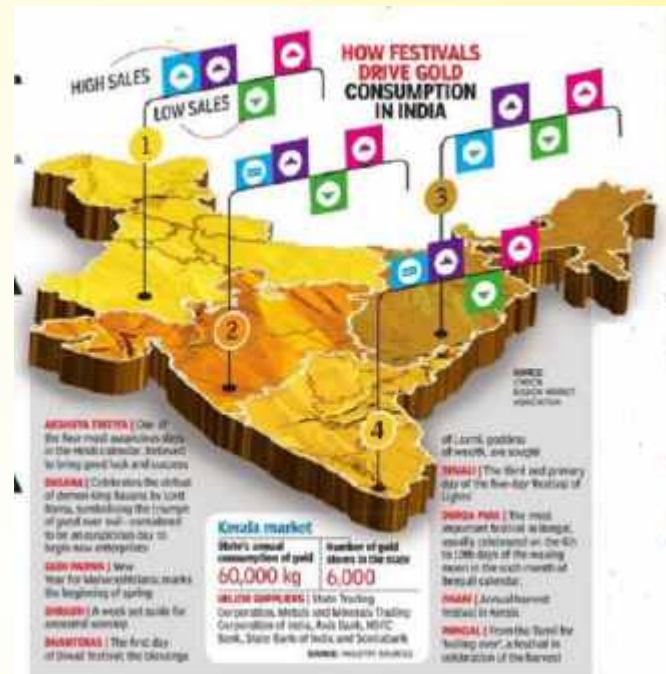 HOW FESTIVALS
DRIVE GOLD
CONSUMPTION
IN INDIA
HIGH SALES
LOW SALES
1
2
3
4
AKSHAYA TRITIYA | One of
the four most auspicious days
in the Hindu calendar, believed
to bring good luck and success
DASARA | Celebrates the defeat
of demon king Ravana by Lord
Rama, symbolising the triumph
of good over evil - considered
to be an auspicious day to
begin new enterprises
GUDI PADWA | New
Year for Maharashtrians; marks
the beginning of spring
A week set aside for
ancestral worship
DHANTERAS | The first day
of Diwali festival; the blessings
of Laxmi, goddess
of wealth, are sought
DIWALI | The third and primary
day of the five-day Festival of
Lights
DURGA PUJA | The most
important festival in Bengal,
usually celebrated on the 6th
to 10th days of the waxing
moon in the sixth month of
Bengali calendar.
ONAM | Annual harvest
festival in Kerala
PONGAL | From the Tamil for
'boiling over', a festival in
celebration of the harvest
Kerala market
State's annual
consumption of gold
60,000 kg
Number of gold
stores in the state
6,000
SUPPLIERS | State Trading
Corporation, Metals and Minerals Trading
Corporation of India, Axis Bank, HDFC
Bank, State Bank of India and Scotiabank
SOURCE: INDUSTRY SOURCES
SOURCE:
LONDON
BULLION MARKET
ASSOCIATION